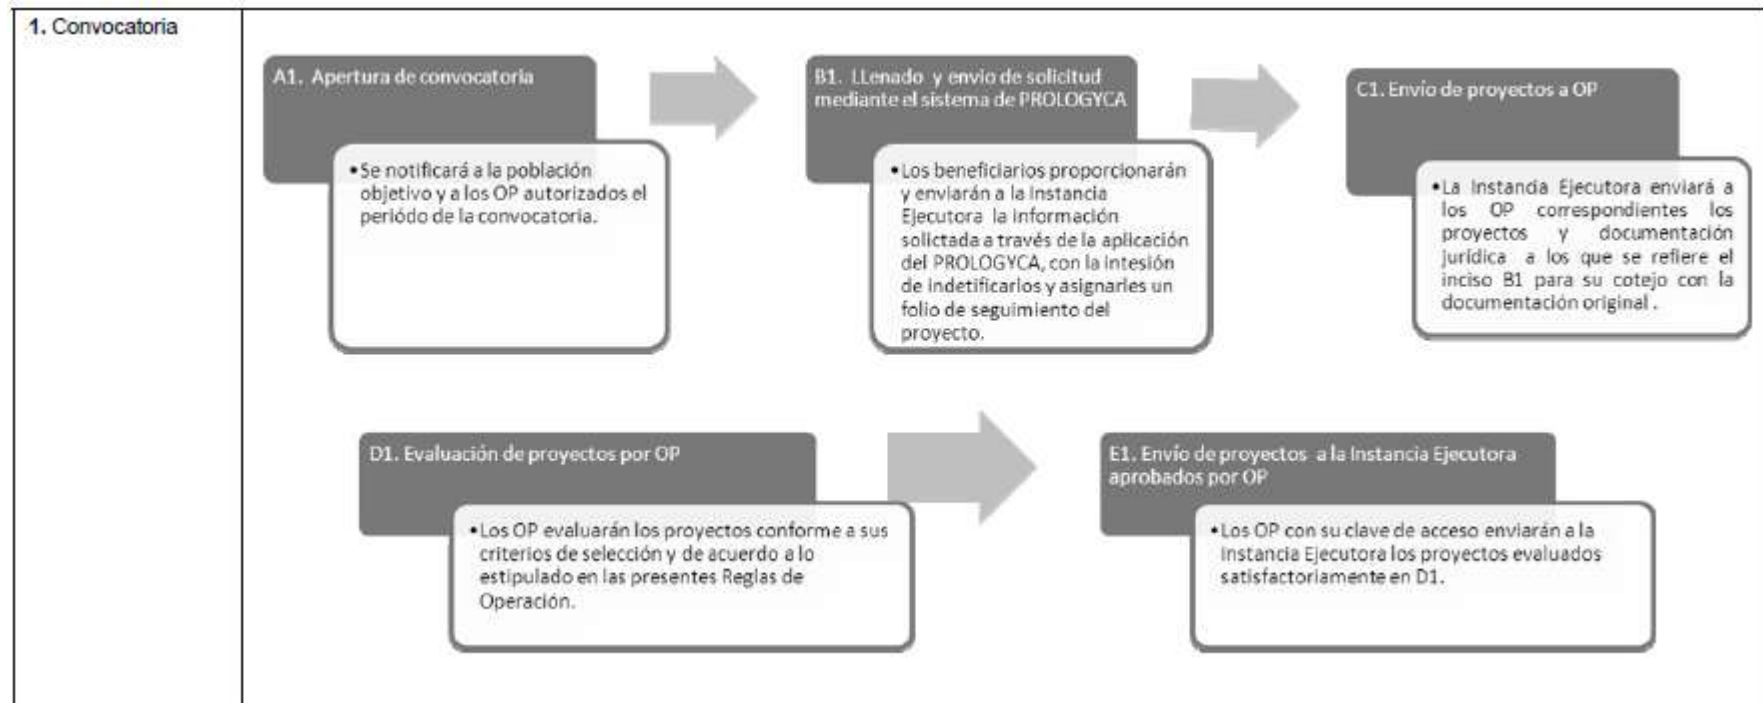 1. Convocatoria
A1. Apertura de convocatoria
•Se notificará a la población
objetivo y a los OP autorizados el
periódo de la convocatoria.
B1. LLenado y envio de solicitud
mediante el sistema de PROLOGYCA
•Los beneficiarios proporcionarán
y enviarán a la Instancia
Ejecutora la información
solictada a través de la aplicación
del PROLOGYCA, con la intesión
de indetificarlos y asignarles un
folio de seguimiento del
proyecto.
C1. Envío de proyectos a OP
•La Instancia Ejecutora enviará a
los OP correspondientes los
proyectos y documentación
jurídica a los que se refiere el
inciso B1 para su cotejo con la
documentación original .
D1. Evaluación de proyectos por OP
•Los OP evaluarán los proyectos conforme a sus
criterios de selección y de acuerdo a lo
estipulado en las presentes Reglas de
Operación.
E1. Envío de proyectos a la Instancia Ejecutora
aprobados por OP
•Los OP con su clave de acceso enviarán a la
Instancia Ejecutora los proyectos evaluados
satisfactoriamente en D1.